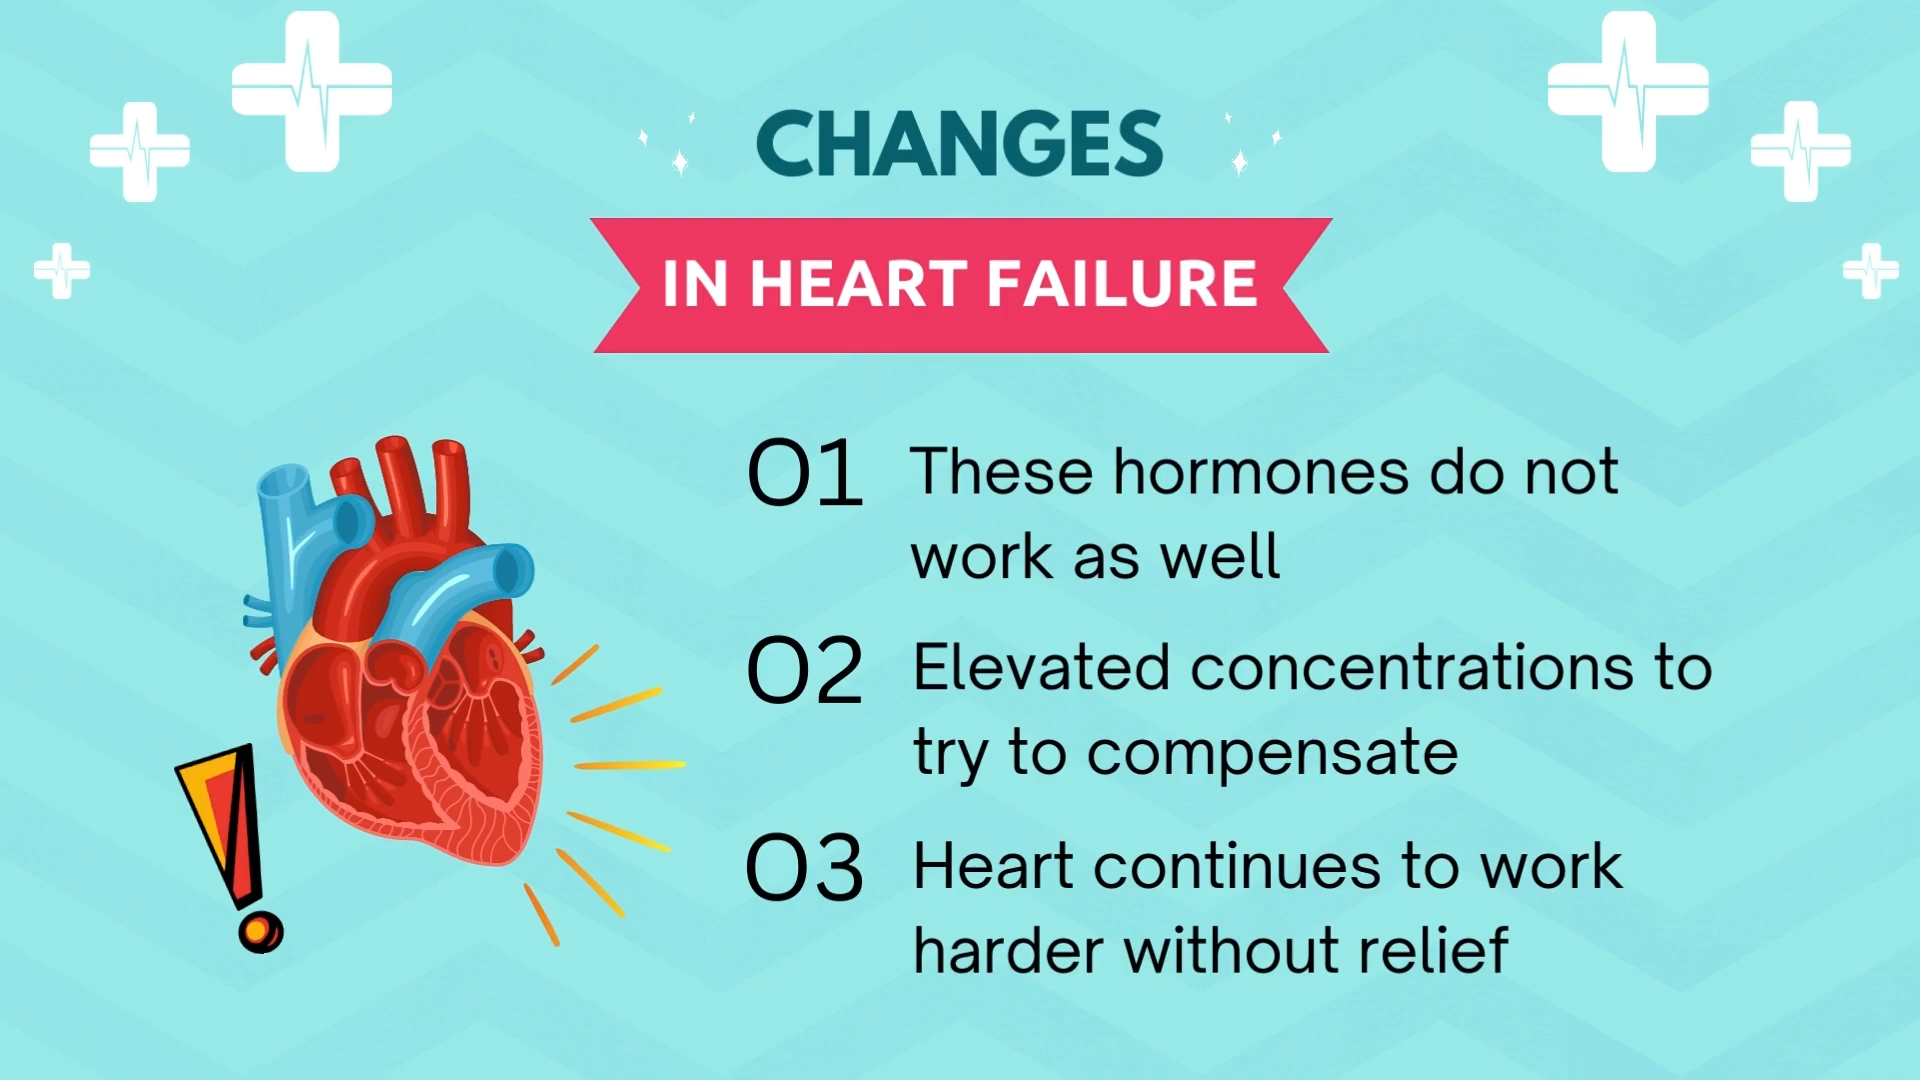 CHANGES
IN HEART FAILURE
01 These hormones do not
work as well
02 Elevated concentrations to
try to compensate
03 Heart continues to work
harder without relief